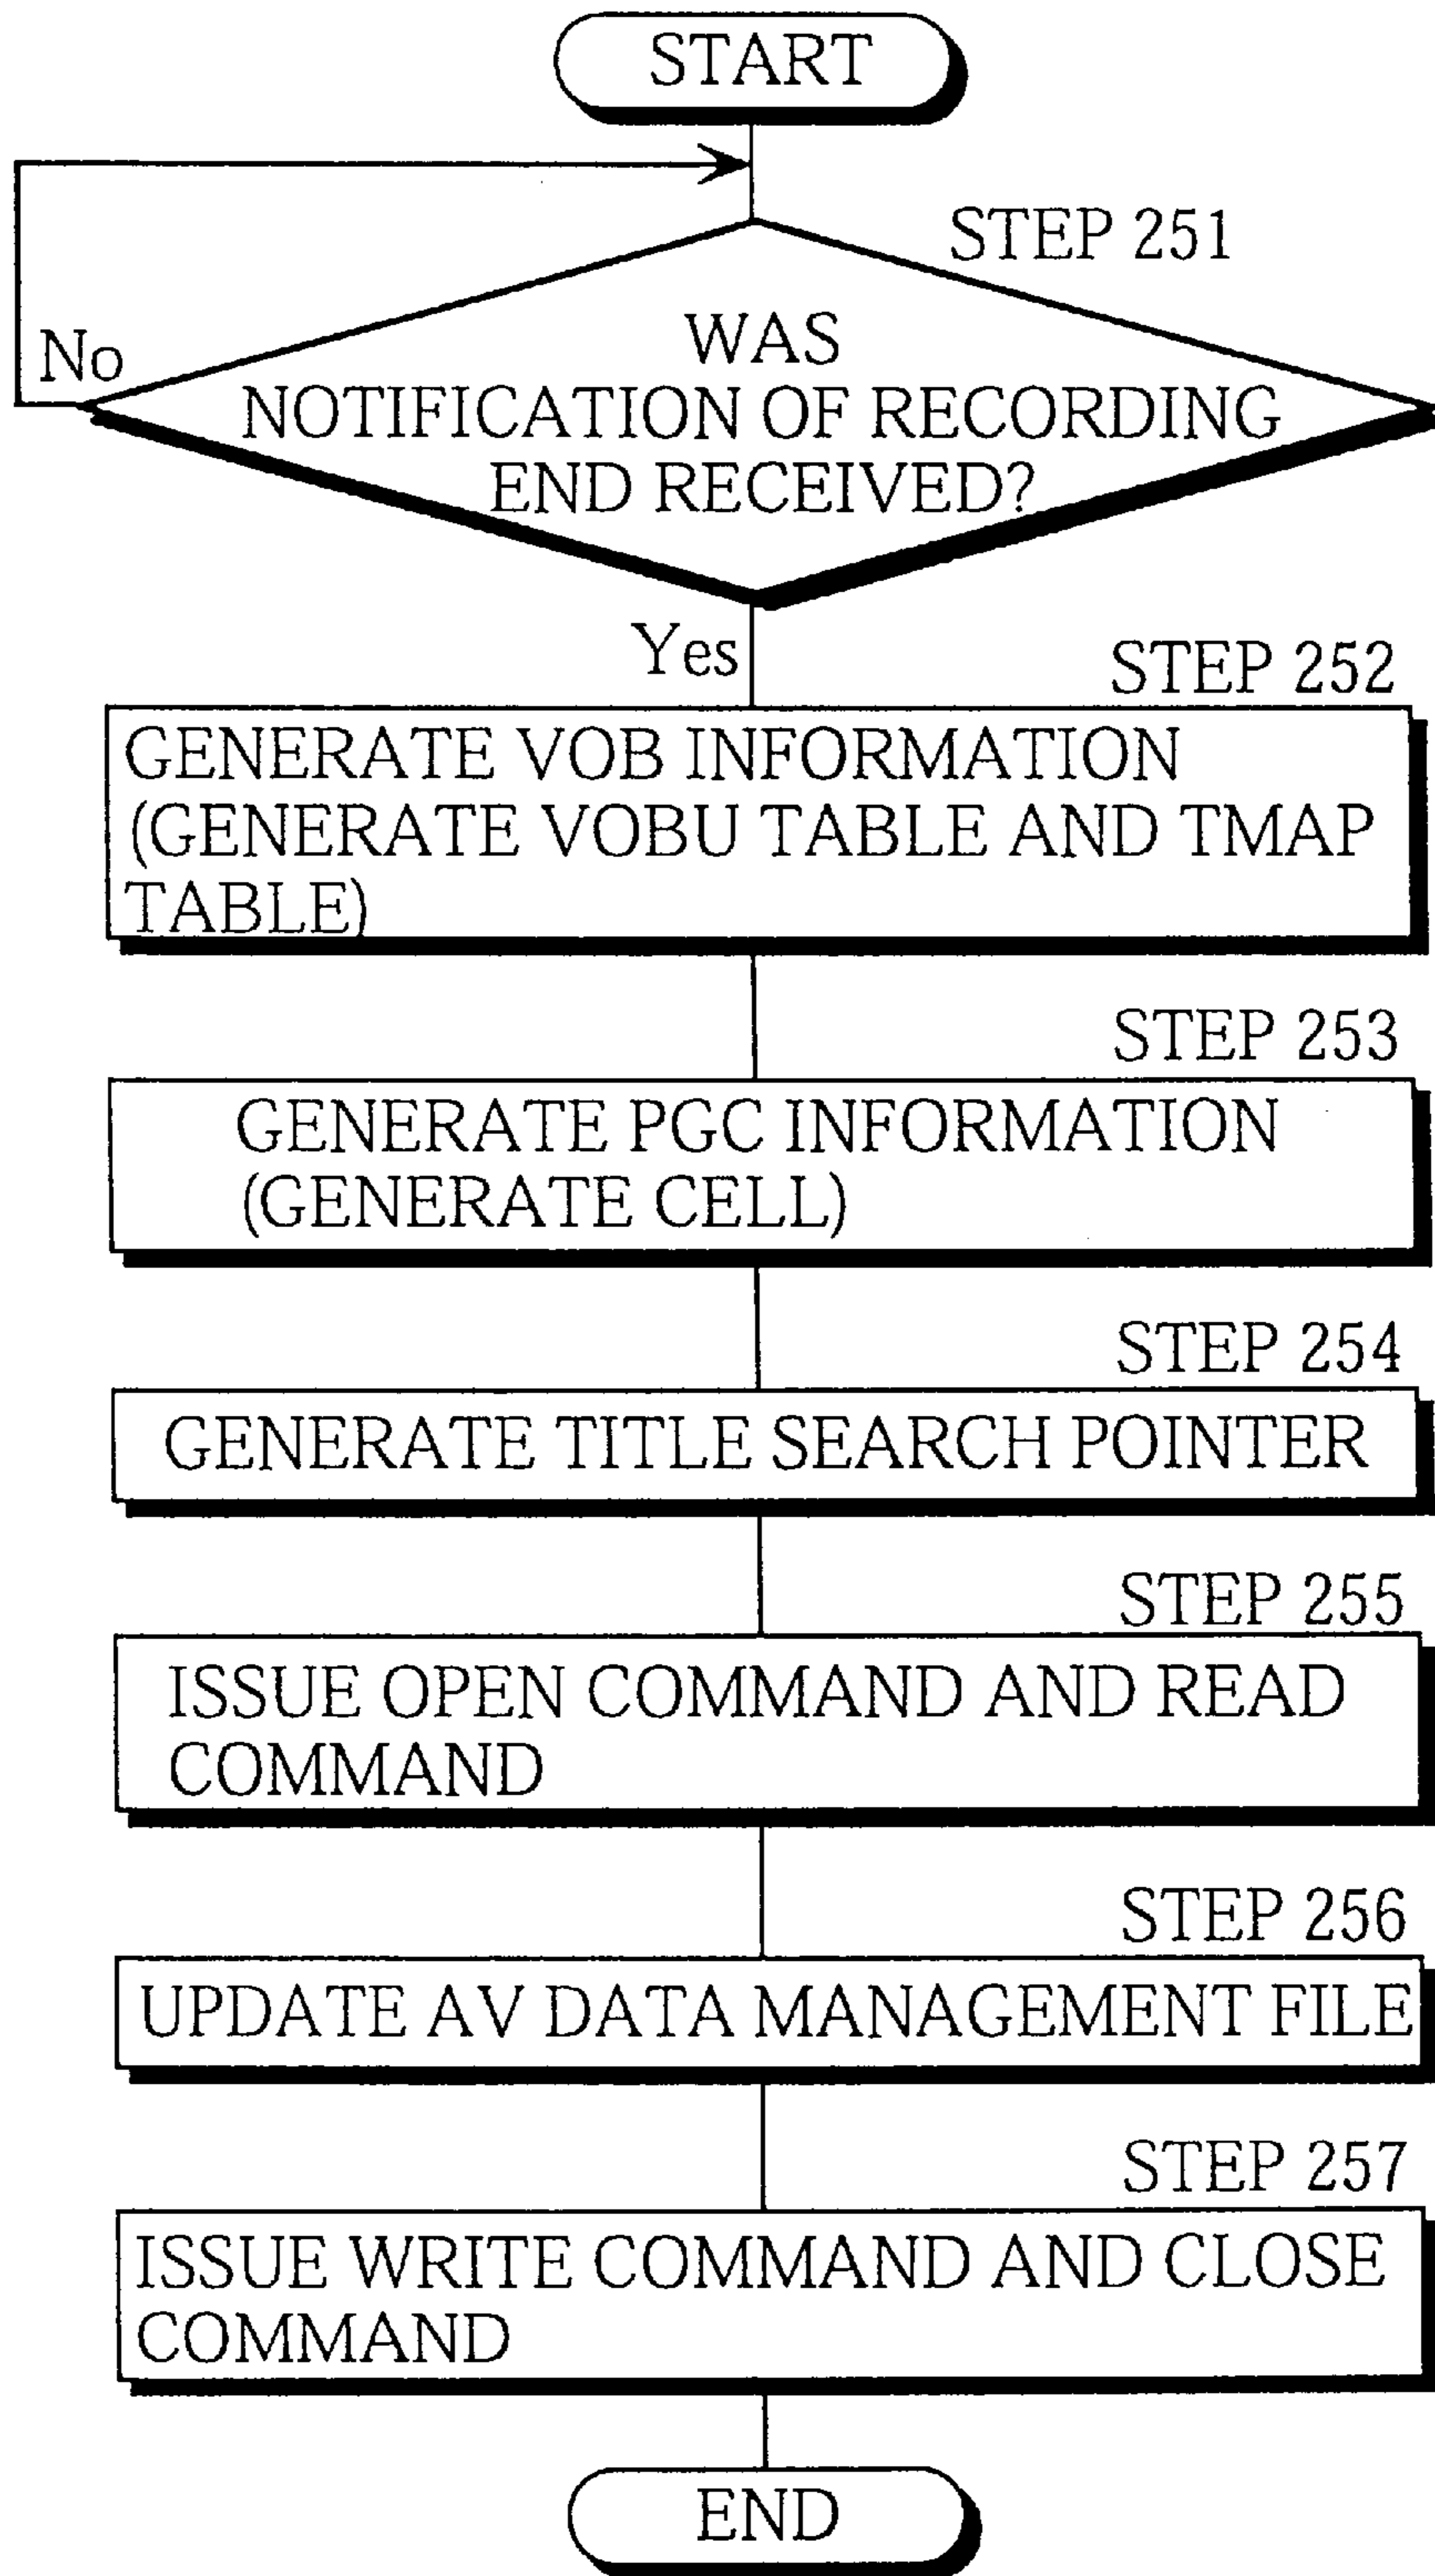 START
STEP 251
No
WAS
NOTIFICATION OF RECORDING
END RECEIVED?
Yes
STEP 252
GENERATE VOB INFORMATION
(GENERATE VOBU TABLE AND TMAP
TABLE)
STEP 253
GENERATE PGC INFORMATION
(GENERATE CELL)
STEP 254
GENERATE TITLE SEARCH POINTER
STEP 255
ISSUE OPEN COMMAND AND READ
COMMAND
STEP 256
UPDATE AV DATA MANAGEMENT FILE
STEP 257
ISSUE WRITE COMMAND AND CLOSE
COMMAND
END